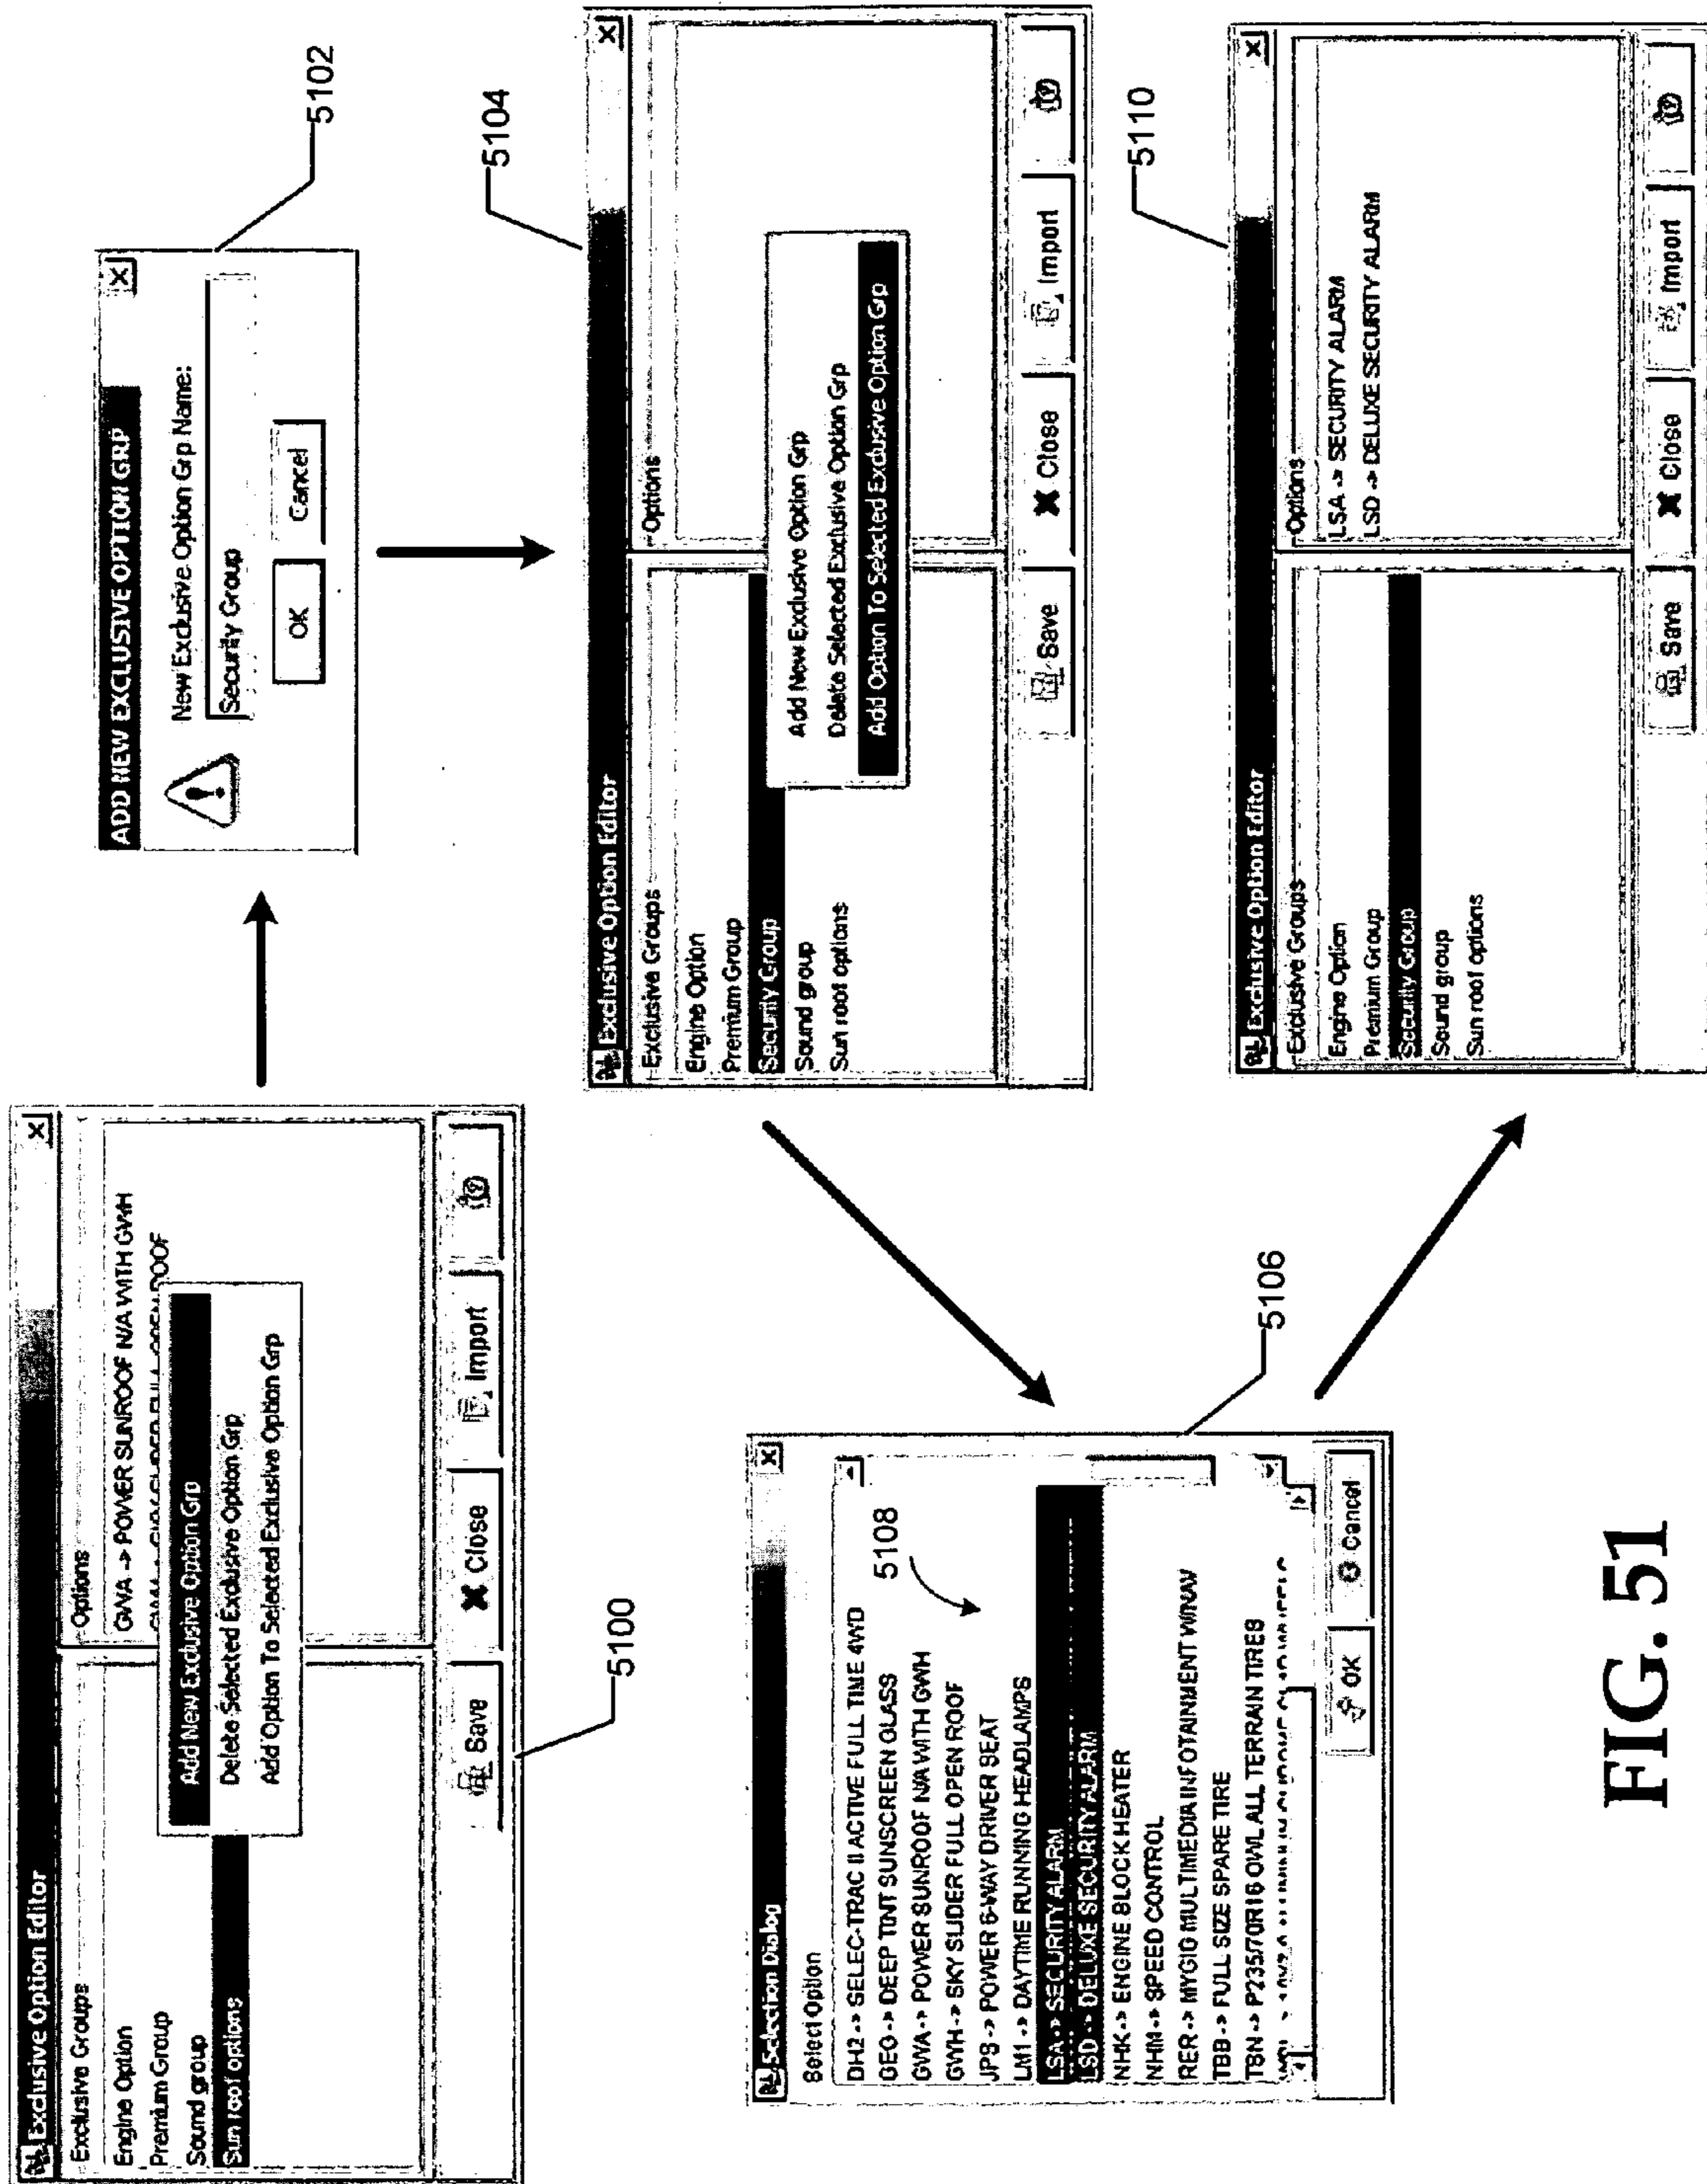 Exclusive Option Editor
Exclusive Groups
Options
Engine Option
Premium Group
Sound group
Sun roof options
GWA -> POWER SUNROOF N/A WITH GWH
Add New Exclusive Option Grp
Delete Selected Exclusive Option Grp
Add Option To Selected Exclusive Option Grp
Save
Close
Import
5100
ADD NEW EXCLUSIVE OPTION GRP
New Exclusive Option Grp Name:
Security Group
OK
Cancel
5102
5104
Exclusive Option Editor
Exclusive Groups
Options
Engine Option
Premium Group
Security Group
Sound group
Sun roof options
Add New Exclusive Option Grp
Delete Selected Exclusive Option Grp
Add Option To Selected Exclusive Option Grp
Save
Close
Import
Selection Dialog
Select Option
DH2 -> SELEC-TRAC II ACTIVE FULL TIME 4WD
GEG -> DEEP TINT SUNSCREEN GLASS
GWA -> POWER SUNROOF N/A WITH GWH
GWH -> SKY SLIDER FULL OPEN ROOF
JPS -> POWER 6-WAY DRIVER SEAT
LM1 -> DAYTIME RUNNING HEADLAMPS
LSA -> SECURITY ALARM
LSD -> DELUXE SECURITY ALARM
NHK -> ENGINE BLOCK HEATER
NHM -> SPEED CONTROL
RER -> MYGIG MULTIMEDIA INFOTAINMENT W/NAV
TBB -> FULL SIZE SPARE TIRE
TSN -> P235/70R16 OWL ALL TERRAIN TIRES
OK
Cancel
5108
5106
5110
Exclusive Option Editor
Exclusive Groups
Options
Engine Option
Premium Group
Security Group
Sound group
Sun roof options
LSA -> SECURITY ALARM
LSD -> DELUXE SECURITY ALARM
Save
Close
Import
FIG. 51